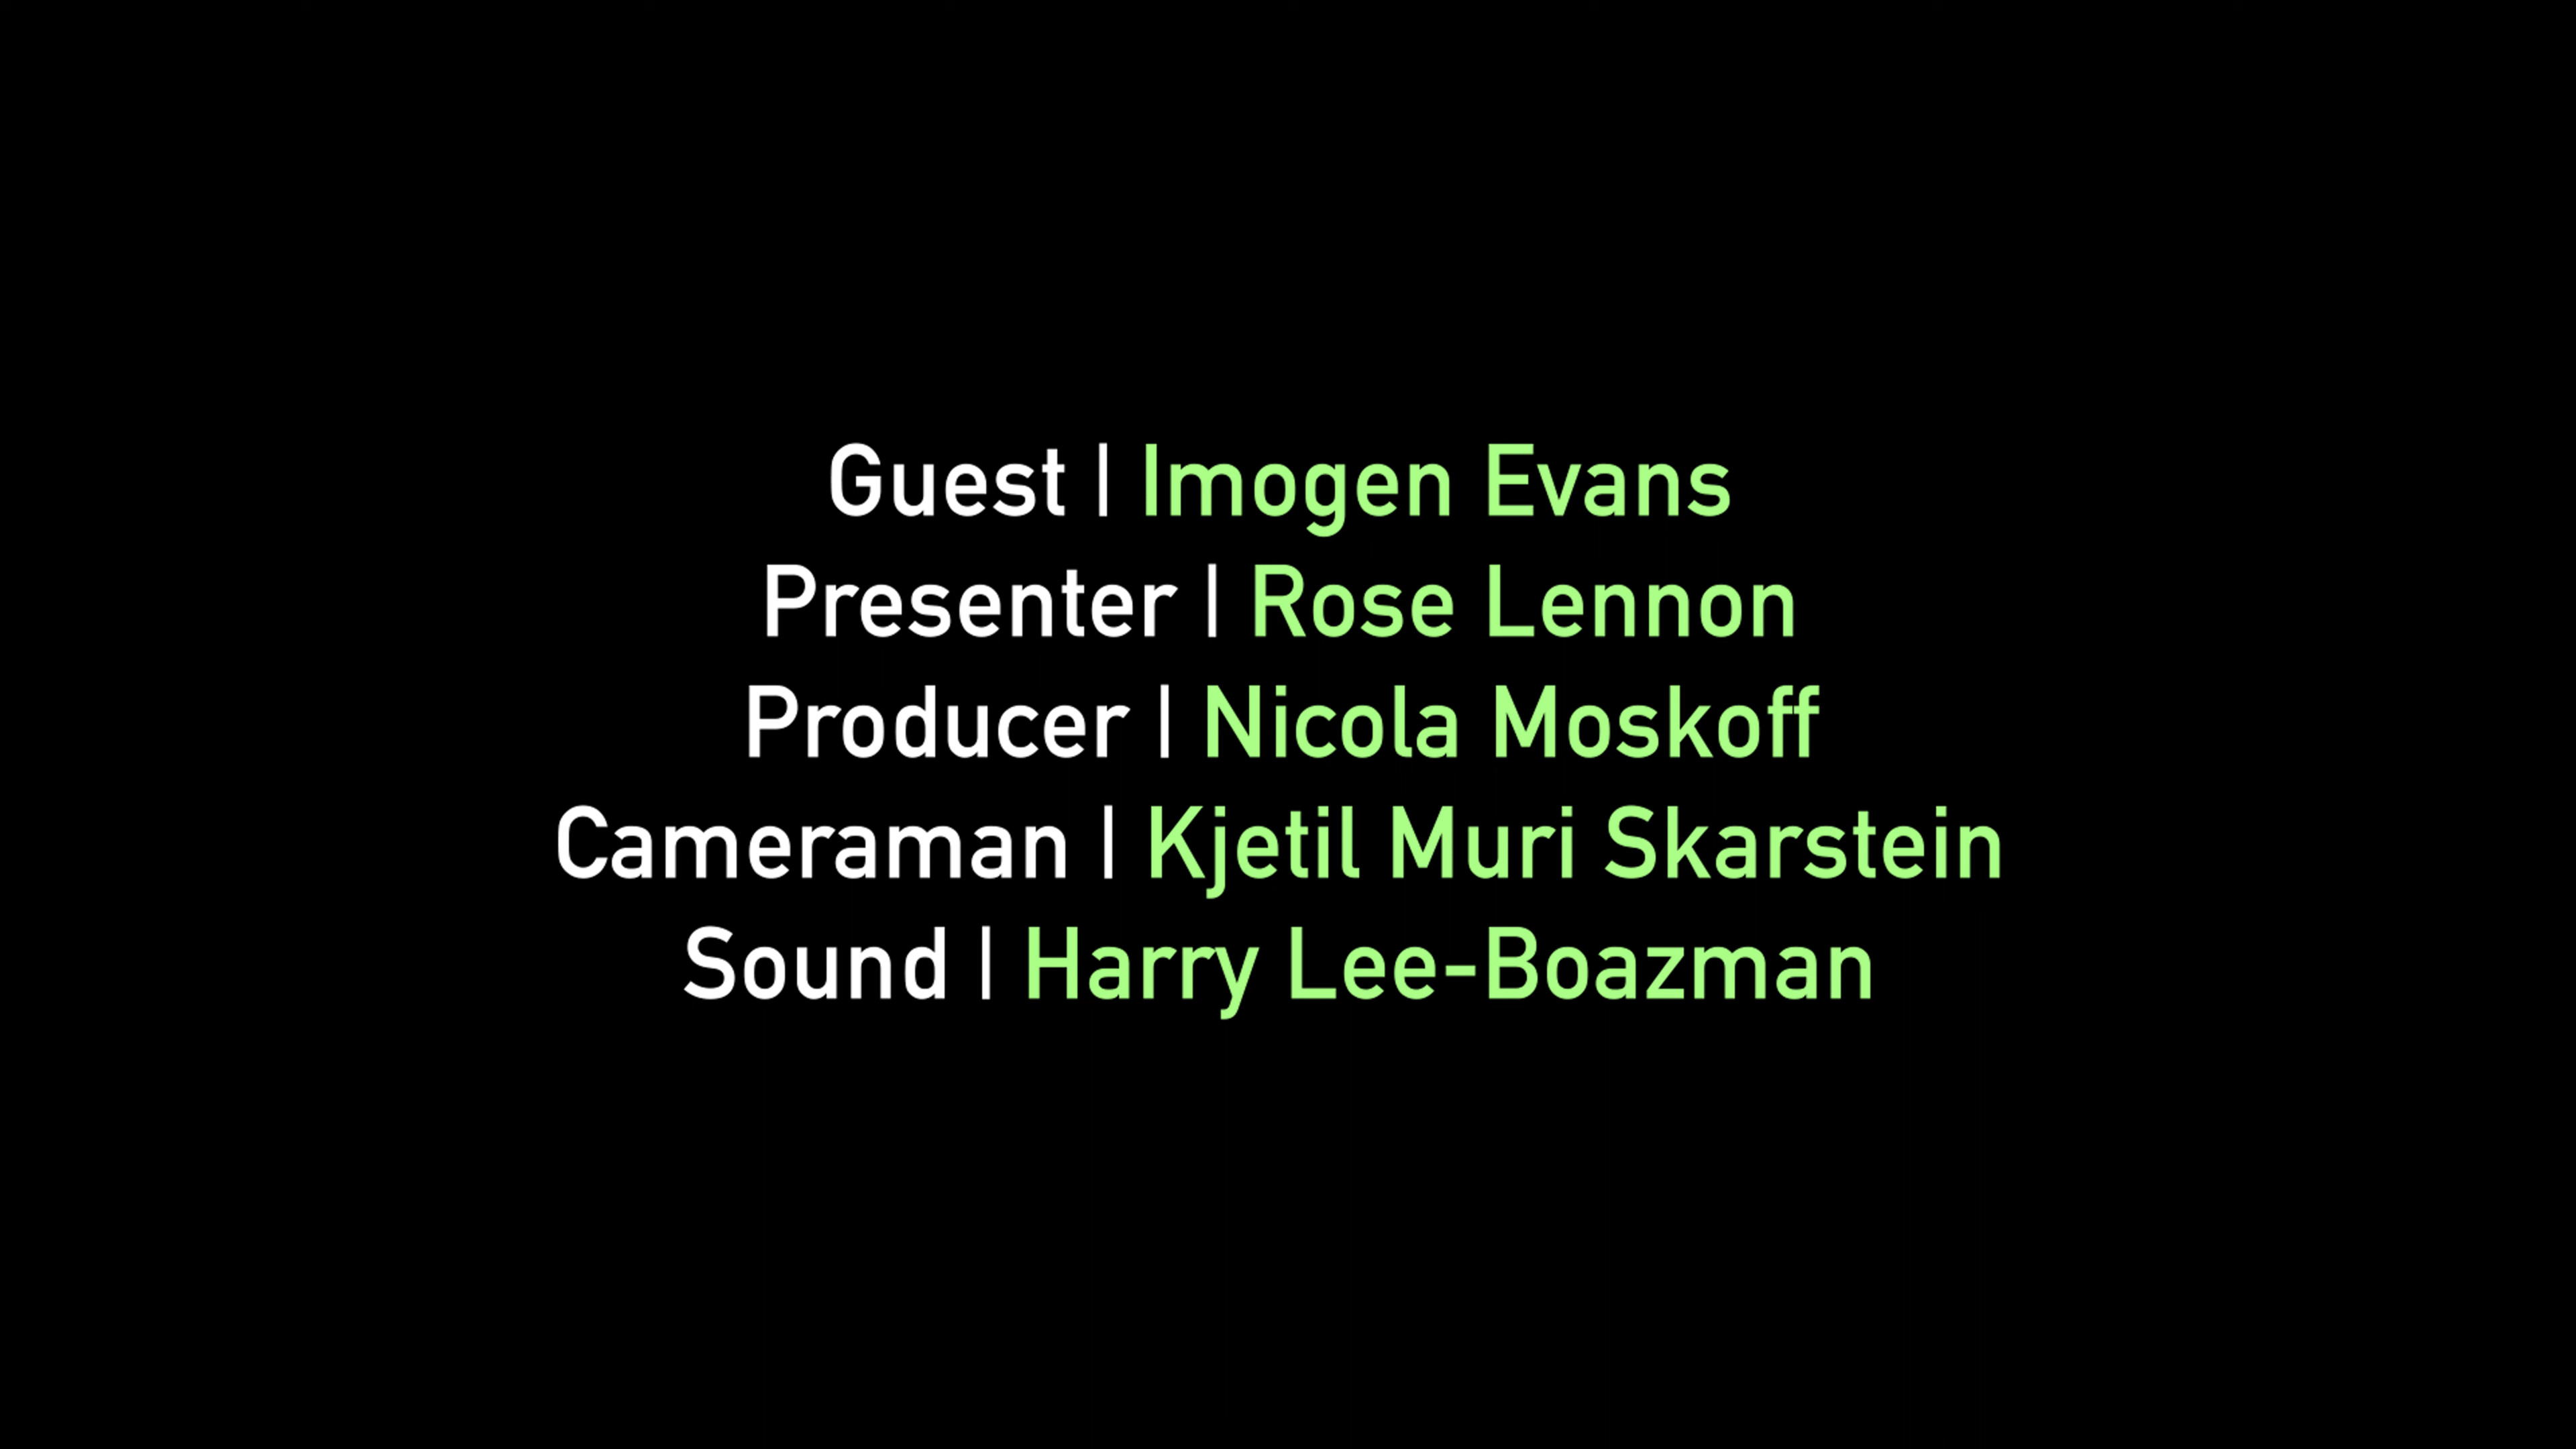 Guest | Imogen Evans
Presenter | Rose Lennon
Producer | Nicola Moskoff
Cameraman | Kjetil Muri Skarstein
Sound | Harry Lee-Boazman